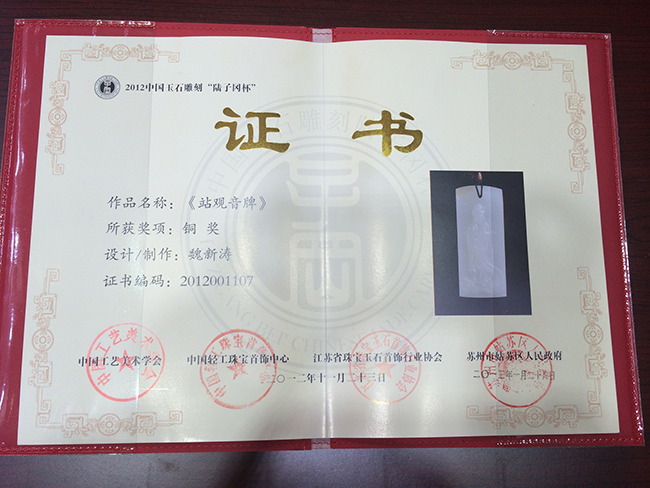 2012中国玉石雕刻“陆子冈杯”
证 书
作品名称：《站观音牌》
所获奖项：铜 奖
设计/制作：魏新涛
证书编码：2012001107
中国工艺美术学会 中国轻工珠宝首饰中心 江苏省珠宝玉石首饰行业协会 苏州市姑苏区人民政府
二〇一二年十一月二十三日